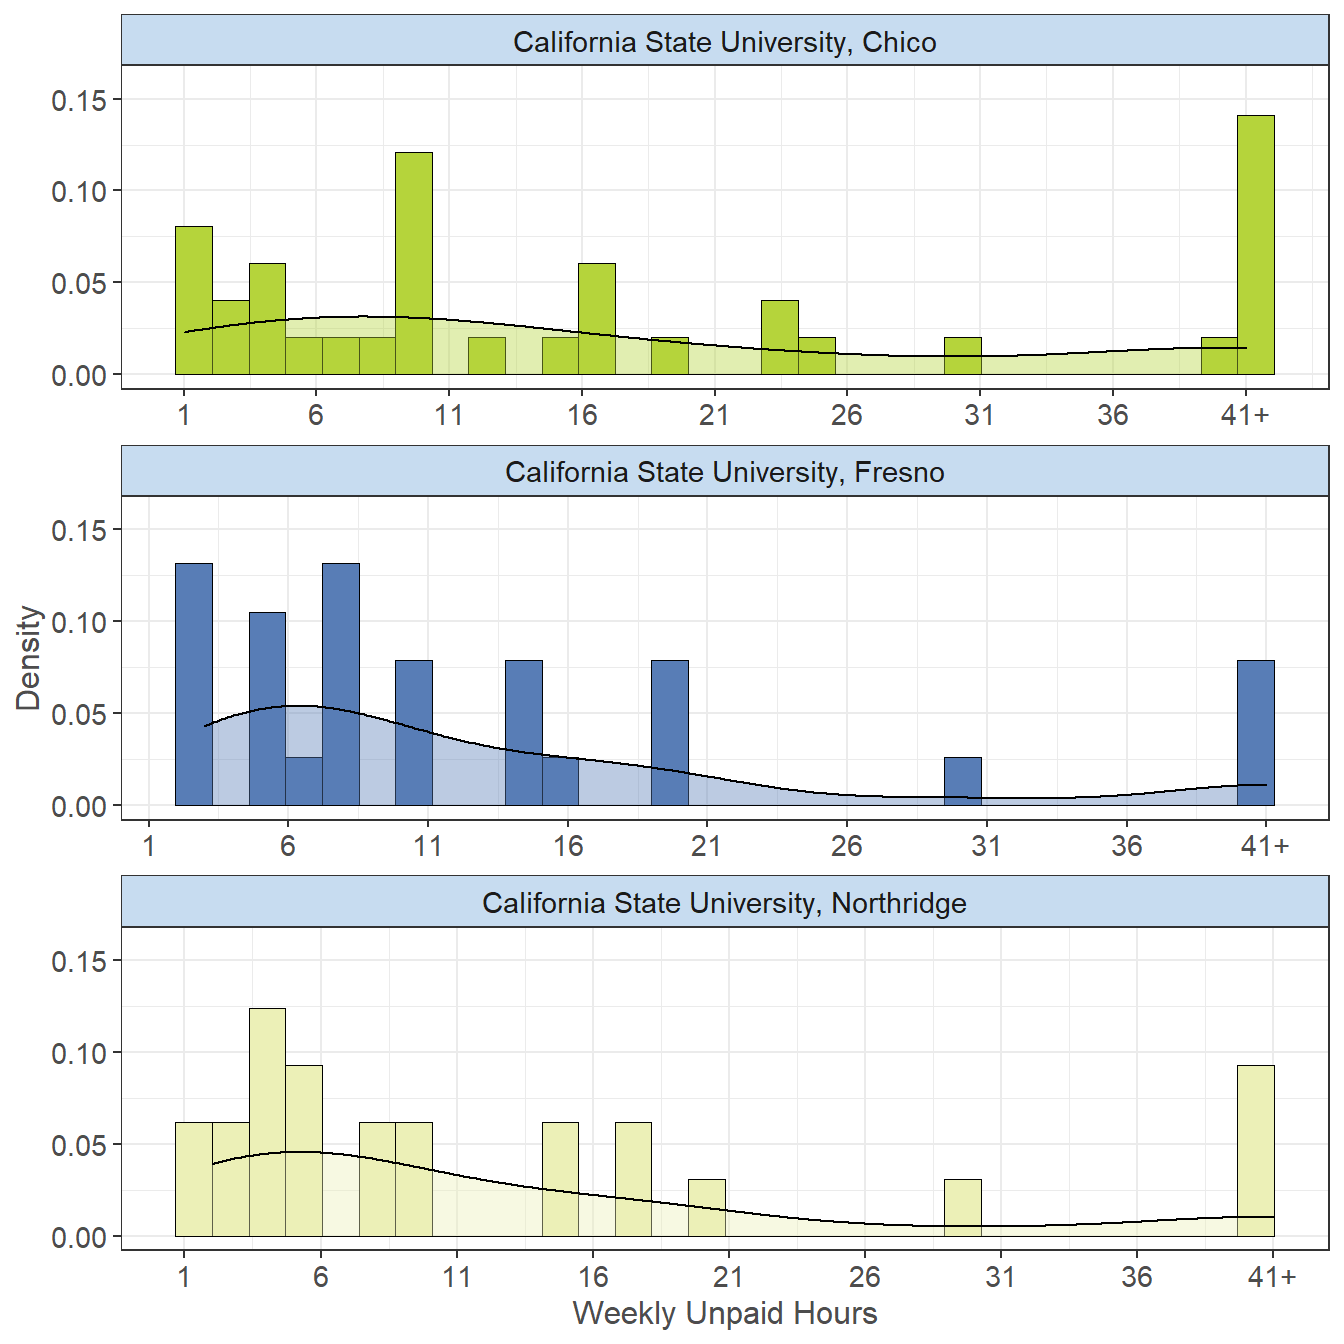 California State University, Chico
0.15
0.10
0.05
0.00
1 6 11 16 21 26 31 36 41+
California State University, Fresno
0.15
0.10
0.05
0.00
1 6 11 16 21 26 31 36 41+
Density
California State University, Northridge
0.15
0.10
0.05
0.00
1 6 11 16 21 26 31 36 41+
Weekly Unpaid Hours